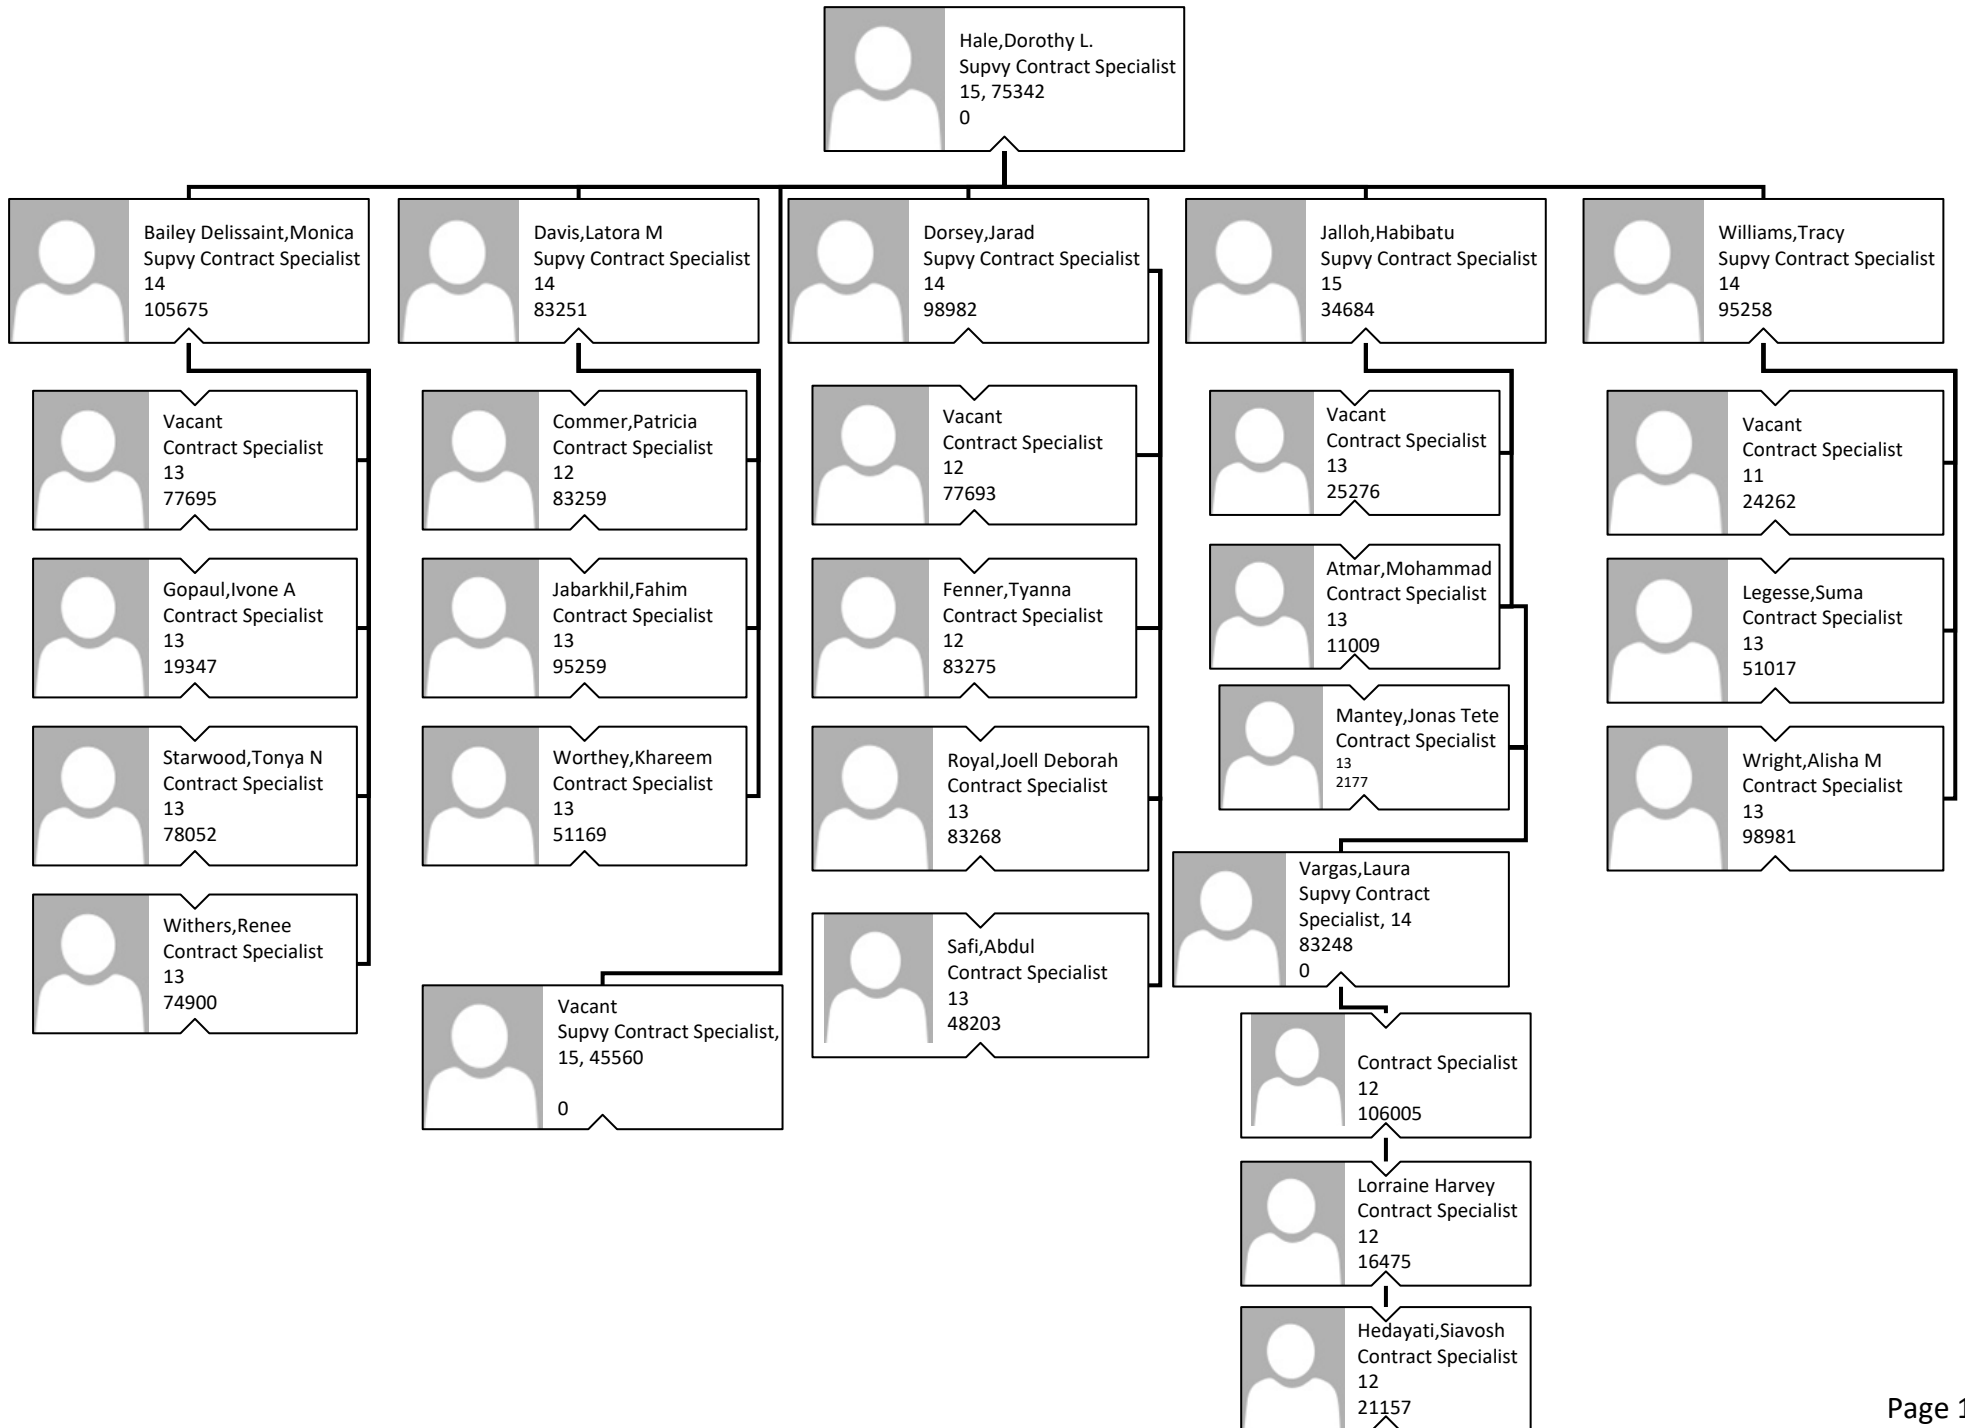 Hale,Dorothy L.
Supvy Contract Specialist
15, 75342
0
Bailey Delissaint,Monica
Supvy Contract Specialist
14
105675
Davis,Latora M
Supvy Contract Specialist
14
83251
Dorsey,Jarad
Supvy Contract Specialist
14
98982
Jalloh,Habibatu
Supvy Contract Specialist
15
34684
Williams,Tracy
Supvy Contract Specialist
14
95258
Vacant
Contract Specialist
13
77695
Gopaul,Ivone A
Contract Specialist
13
19347
Starwood,Tonya N
Contract Specialist
13
78052
Withers,Renee
Contract Specialist
13
74900
Commer,Patricia
Contract Specialist
12
83259
Jabarkhil,Fahim
Contract Specialist
13
95259
Worthey,Khareem
Contract Specialist
13
51169
Vacant
Supvy Contract Specialist,
15, 45560
0
Vacant
Contract Specialist
12
77693
Fenner,Tyanna
Contract Specialist
12
83275
Royal,Joell Deborah
Contract Specialist
13
83268
Safi,Abdul
Contract Specialist
13
48203
Vacant
Contract Specialist
13
25276
Atmar,Mohammad
Contract Specialist
13
11009
Mantey,Jonas Tete
Contract Specialist
13
2177
Vargas,Laura
Supvy Contract
Specialist, 14
83248
0
Contract Specialist
12
106005
Lorraine Harvey
Contract Specialist
12
16475
Hedayati,Siavosh
Contract Specialist
12
21157
Vacant
Contract Specialist
11
24262
Legesse,Suma
Contract Specialist
13
51017
Wright,Alisha M
Contract Specialist
13
98981
Page 1